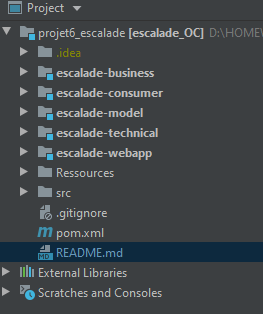 Project
projet6_escalade [escalade_OC] D:\HOMEW
.idea
escalade-business
escalade-consumer
escalade-model
escalade-technical
escalade-webapp
Ressources
src
.gitignore
pom.xml
README.md
External Libraries
Scratches and Consoles